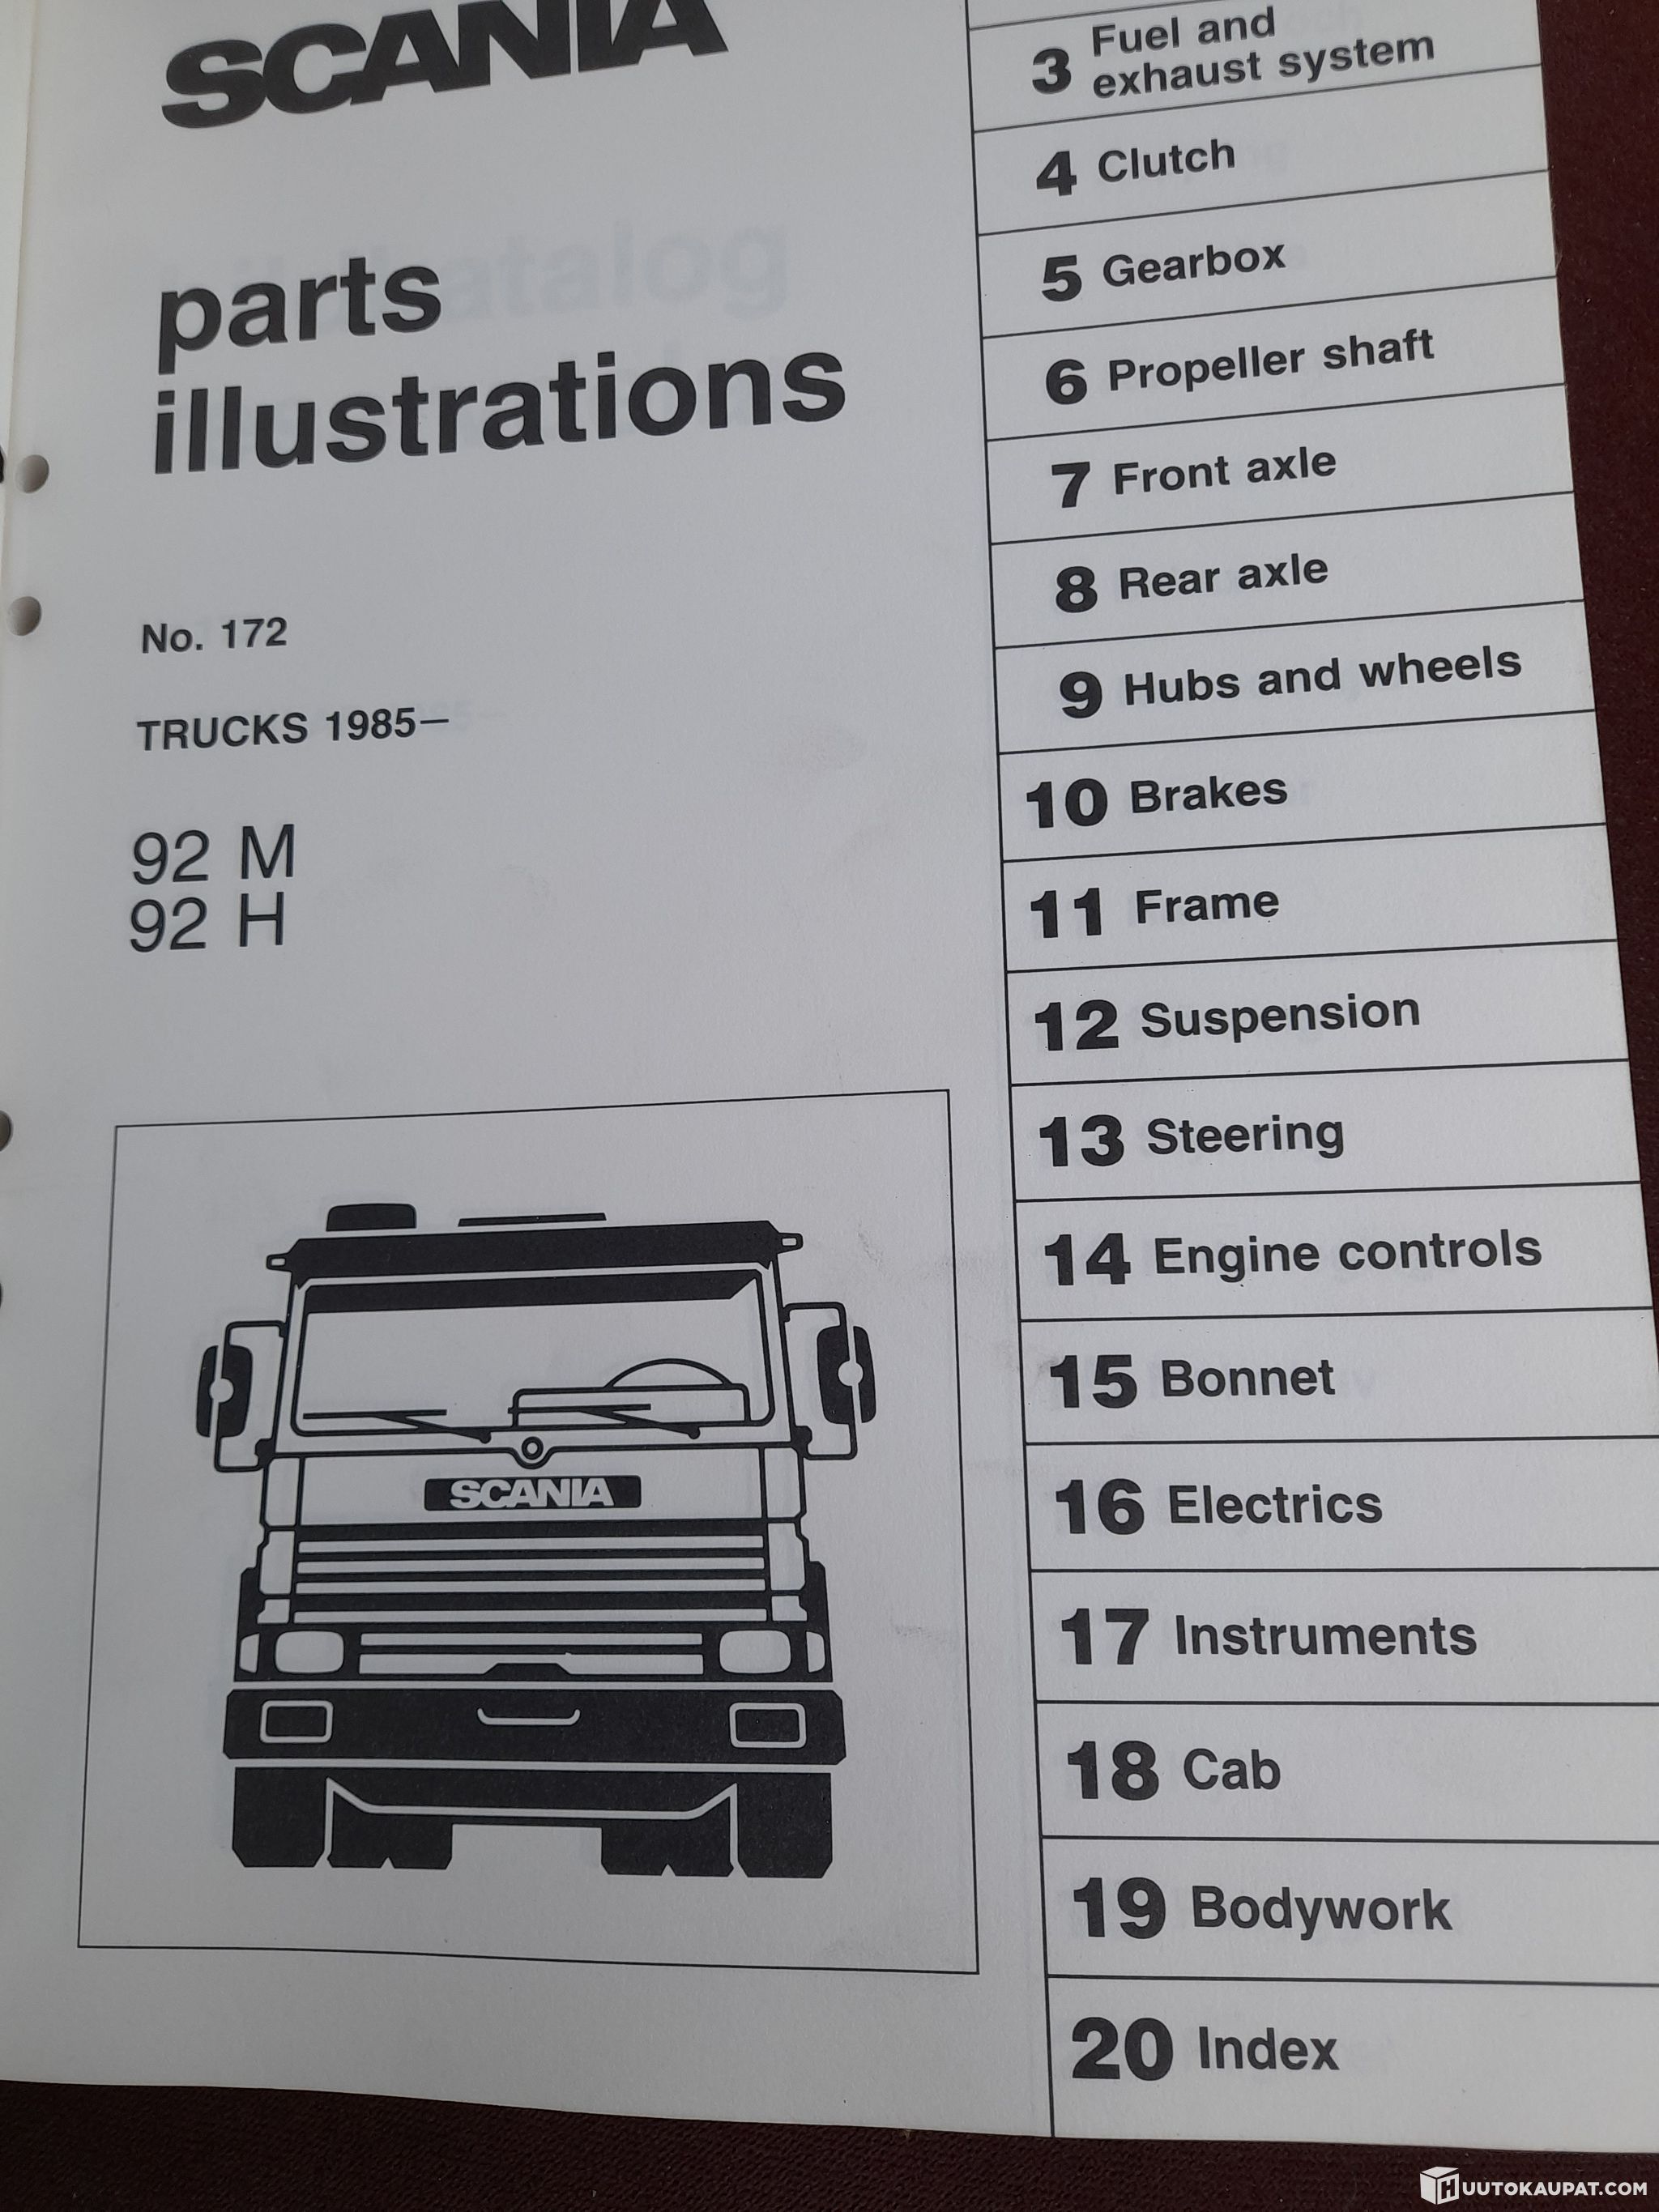 SCANIA
parts
illustrations
No. 172
TRUCKS 1985—
92 M
92 H
SCANIA
3 Fuel and
exhaust system
4 Clutch
5 Gearbox
6 Propeller shaft
7 Front axle
8 Rear axle
9 Hubs and wheels
10 Brakes
11 Frame
12 Suspension
13 Steering
14 Engine controls
15 Bonnet
16 Electrics
17 Instruments
18 Cab
19 Bodywork
20 Index
HUUTOKAUPAT.COM